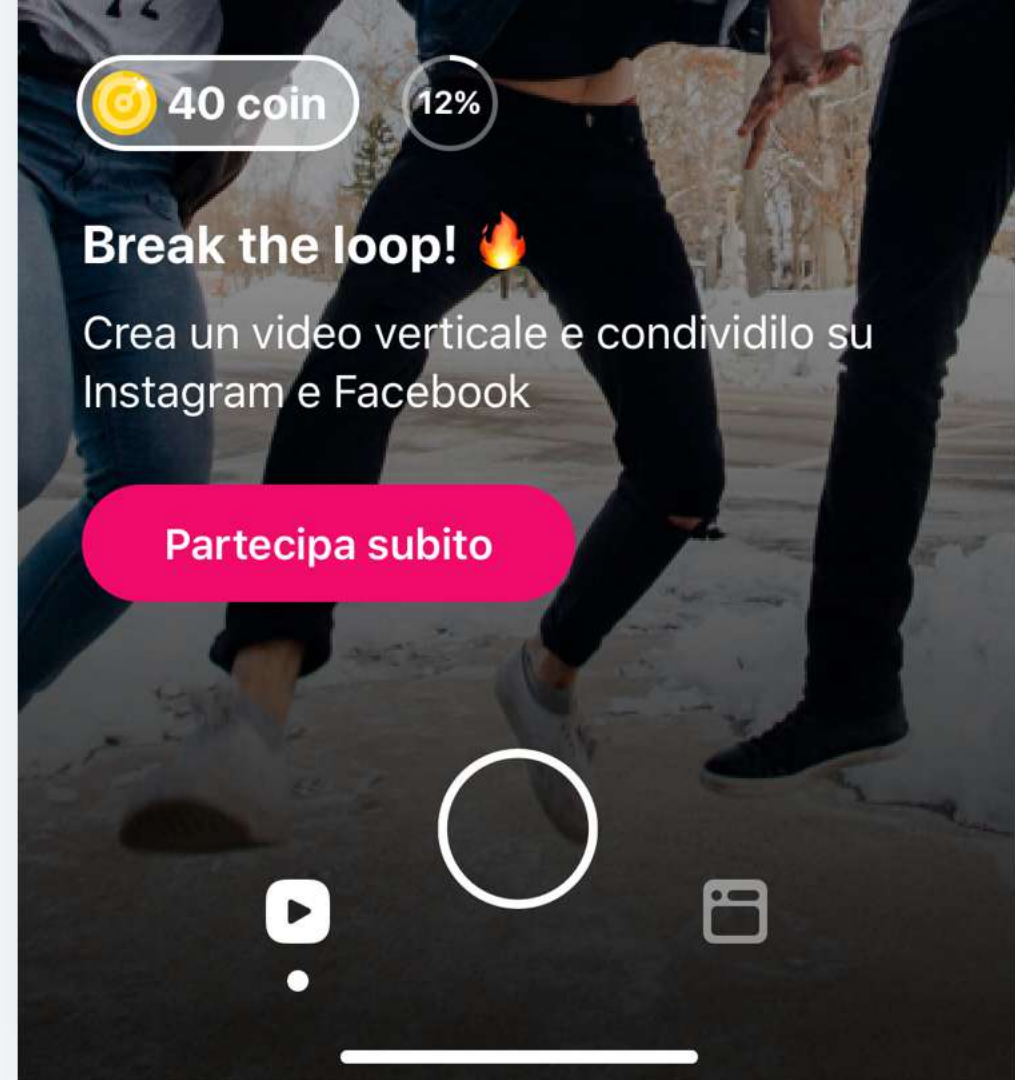 40 coin
12%
Break the loop! 🔥
Crea un video verticale e condividilo su
Instagram e Facebook
Partecipa subito